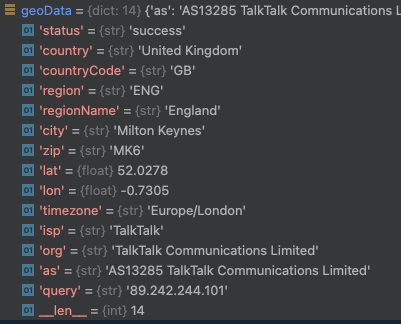 geoData = {dict: 14} {'as': 'AS13285 TalkTalk Communications L
01 'status' = {str} 'success'
01 'country' = {str} 'United Kingdom'
01 'countryCode' = {str} 'GB'
01 'region' = {str} 'ENG'
01 'regionName' = {str} 'England'
01 'city' = {str} 'Milton Keynes'
01 'zip' = {str} 'MK6'
01 'lat' = {float} 52.0278
01 'lon' = {float} -0.7305
01 'timezone' = {str} 'Europe/London'
01 'isp' = {str} 'TalkTalk'
01 'org' = {str} 'TalkTalk Communications Limited'
01 'as' = {str} 'AS13285 TalkTalk Communications Limited'
01 'query' = {str} '89.242.244.101'
01 __len__ = {int} 14